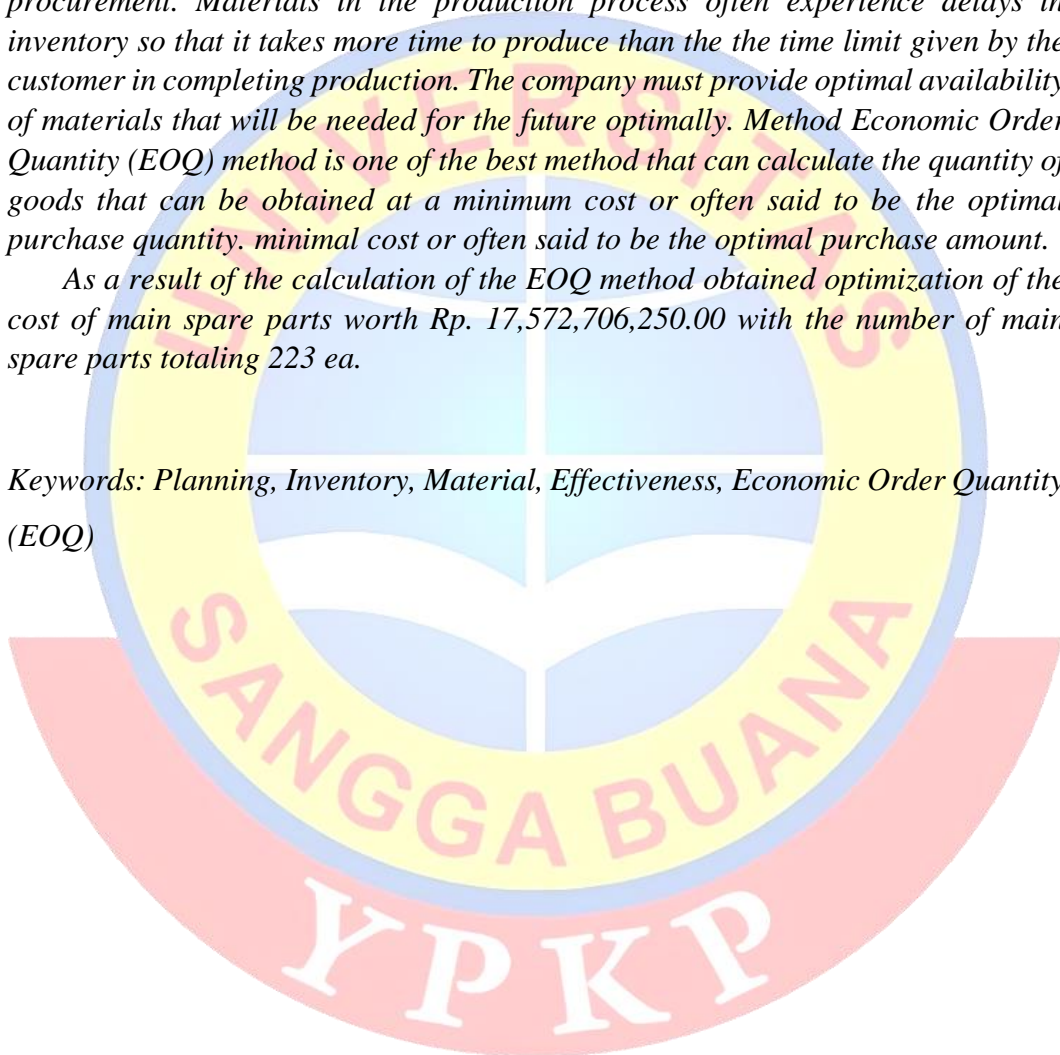 procurement. Materials in the production process often experience delays in
inventory so that it takes more time to produce than the the time limit given by the
customer in completing production. The company must provide optimal availability
of materials that will be needed for the future optimally. Method Economic Order
Quantity (EOQ) method is one of the best method that can calculate the quantity of
goods that can be obtained at a minimum cost or often said to be the optimal
purchase quantity. minimal cost or often said to be the optimal purchase amount.
As a result of the calculation of the EOQ method obtained optimization of the
cost of main spare parts worth Rp. 17,572,706,250.00 with the number of main
spare parts totaling 223 ea.
Keywords: Planning, Inventory, Material, Effectiveness, Economic Order Quantity
(EOQ)
UNIVERSITAS
SANGGA BUANA
YPKP